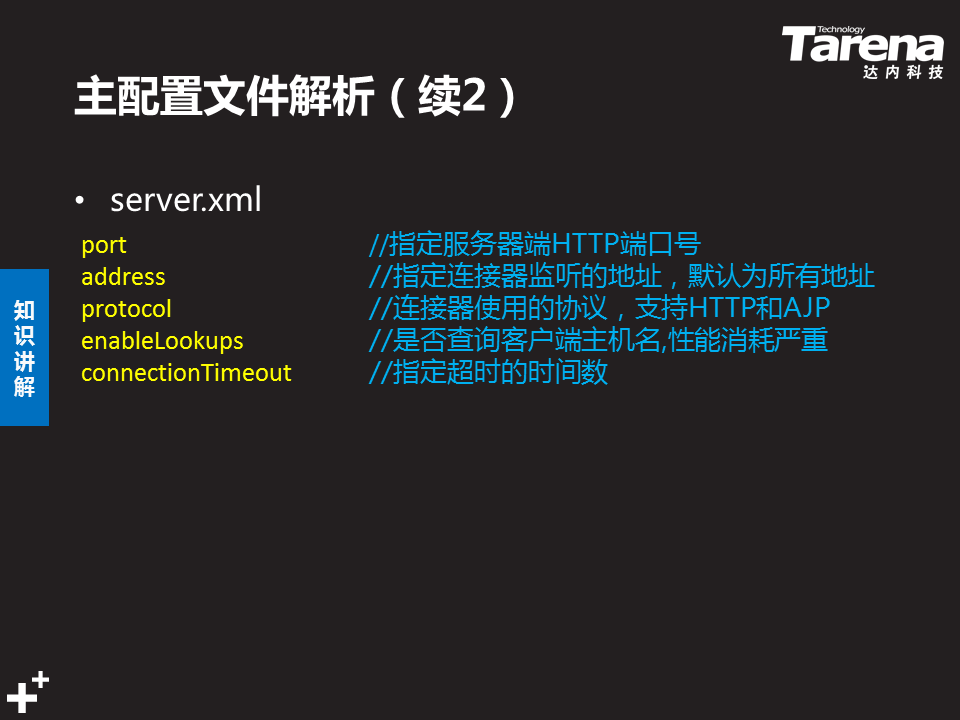 Technology
Tarena
达内科技
主配置文件解析（续2）
• server.xml
port //指定服务器端HTTP端口号
address //指定连接器监听的地址，默认为所有地址
protocol //连接器使用的协议，支持HTTP和AJP
enableLookups //是否查询客户端主机名,性能消耗严重
connectionTimeout //指定超时的时间数
知识讲解